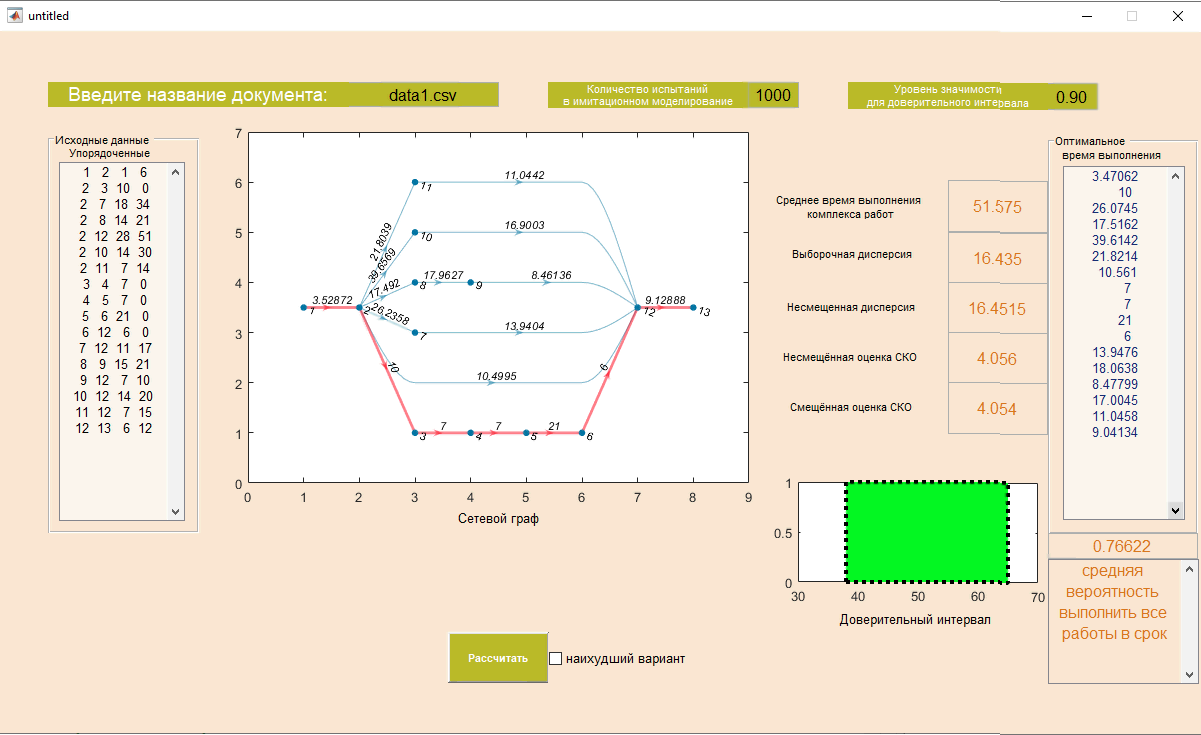 untitled
Введите название документа: data1.csv
Количество испытаний
в имитационном моделирование 1000
Уровень значимости
для доверительного интервала 0.90
Исходные данные
Упорядоченные
1 2 1 6
2 3 10 0
2 7 18 34
2 8 14 21
2 12 28 51
2 10 14 30
2 11 7 14
3 4 7 0
4 5 7 0
5 6 21 0
6 12 6 0
7 12 11 17
8 9 15 21
9 12 7 10
10 12 14 20
11 12 7 15
12 13 6 12
7
6
5
4
3
2
1
0
0 1 2 3 4 5 6 7 8 9
11.0442
11
21.8039
16.9003
10
39.6569
17.9627 8.46136
17.492
8 9
3.52872
1 2
26.2358
9.12888
12 13
13.9404
7
10
10.4995
6
7 7 21
3 4 5 6
Сетевой граф
Среднее время выполнения
комплекса работ
51.575
Выборочная дисперсия
16.435
Несмещенная дисперсия
16.4515
Несмещённая оценка СКО
4.056
Смещённая оценка СКО
4.054
Оптимальное
время выполнения
3.47062
10
26.0745
17.5162
39.6142
21.8214
10.561
7
7
21
6
13.9476
18.0638
8.47799
17.0045
11.0458
9.04134
1
0.5
0
30 40 50 60 70
Доверительный интервал
0.76622
средняя
вероятность
выполнить все
работы в срок
Рассчитать
наихудший вариант